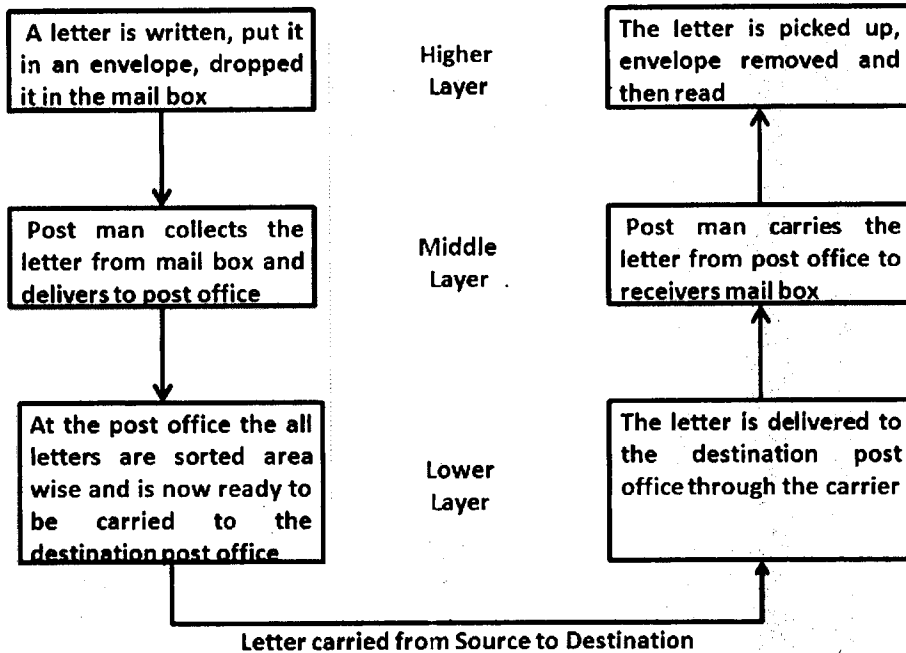 A letter is written, put it
in an envelope, dropped
it in the mail box
Higher
Layer
The letter is picked up,
envelope removed and
then read
Post man collects the
letter from mail box and
delivers to post office
Middle
Layer
Post man carries the
letter from post office to
receivers mail box
At the post office the all
letters are sorted area
wise and is now ready to
be carried to the
destination post office
Lower
Layer
The letter is delivered to
the destination post
office through the carrier
Letter carried from Source to Destination